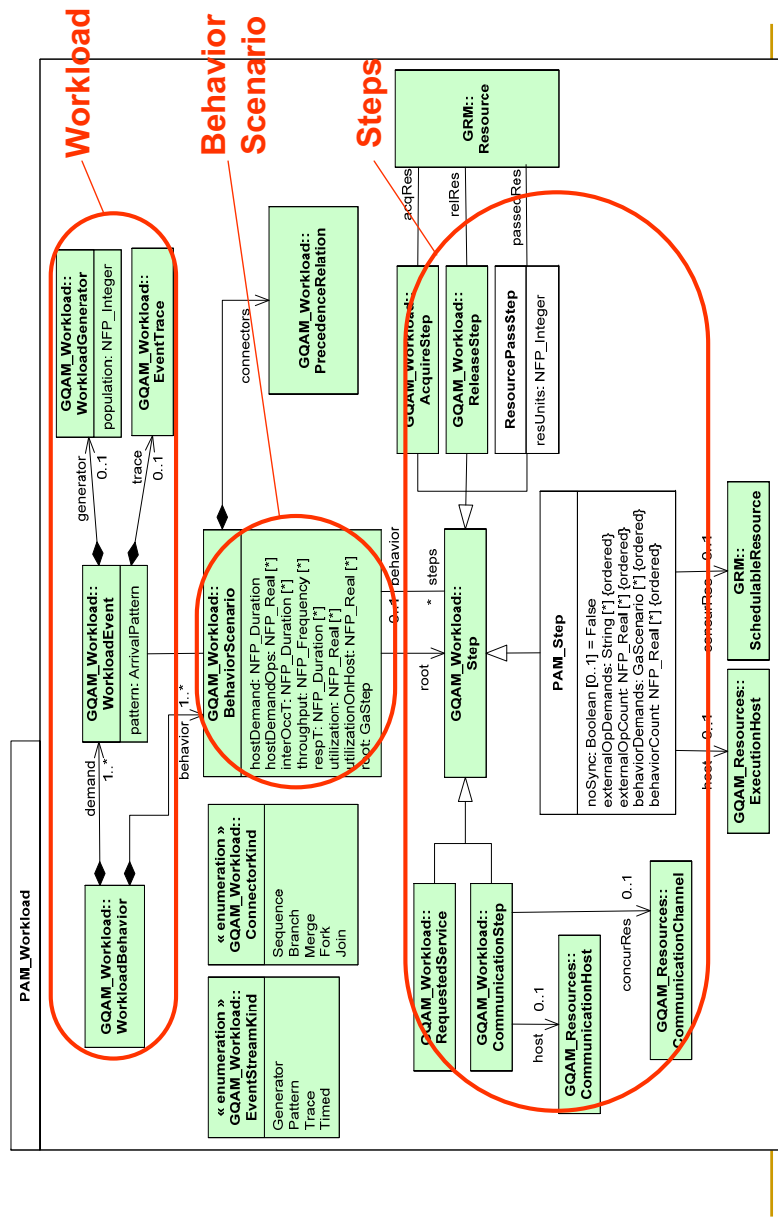 PAM_Workload
Workload
Behavior
Scenario
Steps
GQAM_Workload::
WorkloadBehavior
demand
1..*
behavior
1..*
GQAM_Workload::
WorkloadEvent
pattern: ArrivalPattern
generator
0..1
trace
0..1
GQAM_Workload::
WorkloadGenerator
population: NFP_Integer
GQAM_Workload::
EventTrace
« enumeration »
GQAM_Workload::
EventStreamKind
Generator
Pattern
Trace
Timed
« enumeration »
GQAM_Workload::
ConnectorKind
Sequence
Branch
Merge
Fork
Join
GQAM_Workload::
BehaviorScenario
hostDemand: NFP_Duration
hostDemandOps: NFP_Real [*]
interOccT: NFP_Duration [*]
throughput: NFP_Frequency [*]
respT: NFP_Duration [*]
utilization: NFP_Real [*]
utilizationOnHost: NFP_Real [*]
root: GaStep
connectors
GQAM_Workload::
PrecedenceRelation
root
0..1
behavior
*
steps
GQAM_Workload::
RequestedService
GQAM_Workload::
CommunicationStep
GQAM_Workload::
Step
GQAM_Workload::
AcquireStep
GQAM_Workload::
ReleaseStep
ResourcePassStep
resUnits: NFP_Integer
acqRes
relRes
passedRes
GRM::
Resource
host
0..1
concurRes
0..1
GQAM_Resources::
CommunicationHost
GQAM_Resources::
CommunicationChannel
PAM_Step
noSync: Boolean [0..1] = False
externalOpDemands: String [*] {ordered}
externalOpCount: NFP_Real [*] {ordered}
behaviorDemands: GaScenario [*] {ordered}
behaviorCount: NFP_Real [*] {ordered}
host
0..1
concurRes
0..1
GQAM_Resources::
ExecutionHost
GRM::
SchedulableResource